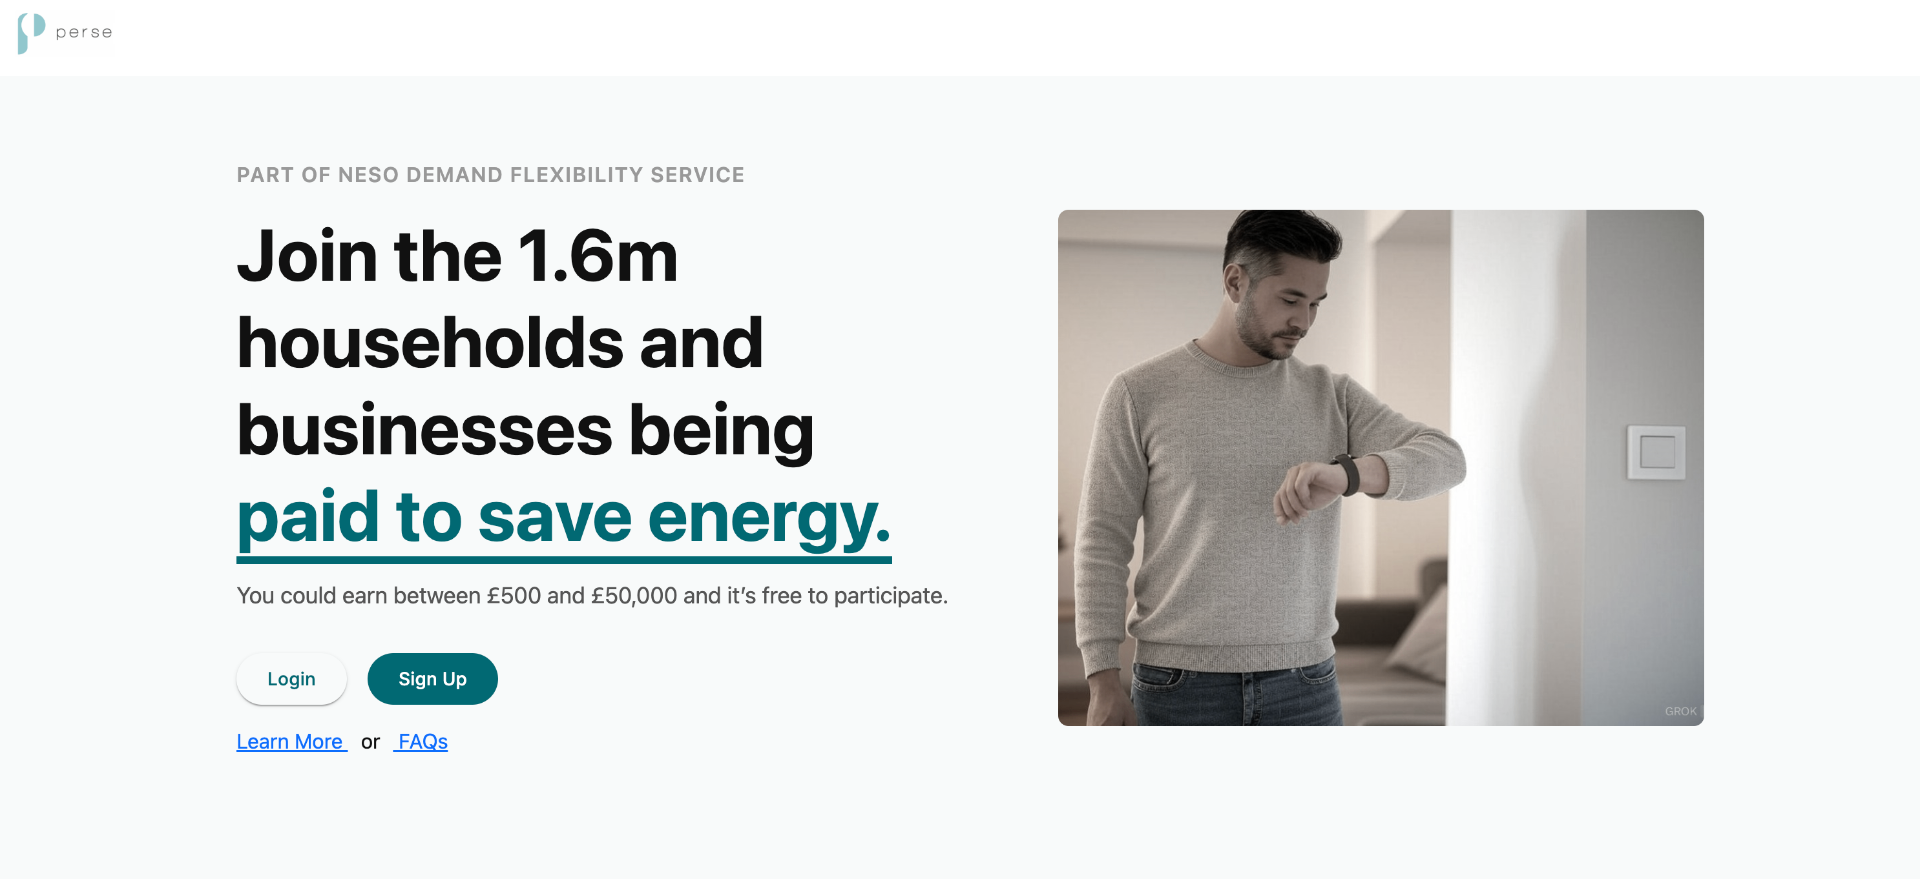 perse
PART OF NESO DEMAND FLEXIBILITY SERVICE
Join the 1.6m
households and
businesses being
paid to save energy.
You could earn between £500 and £50,000 and it’s free to participate.
Login Sign Up
Learn More or FAQs
GROK